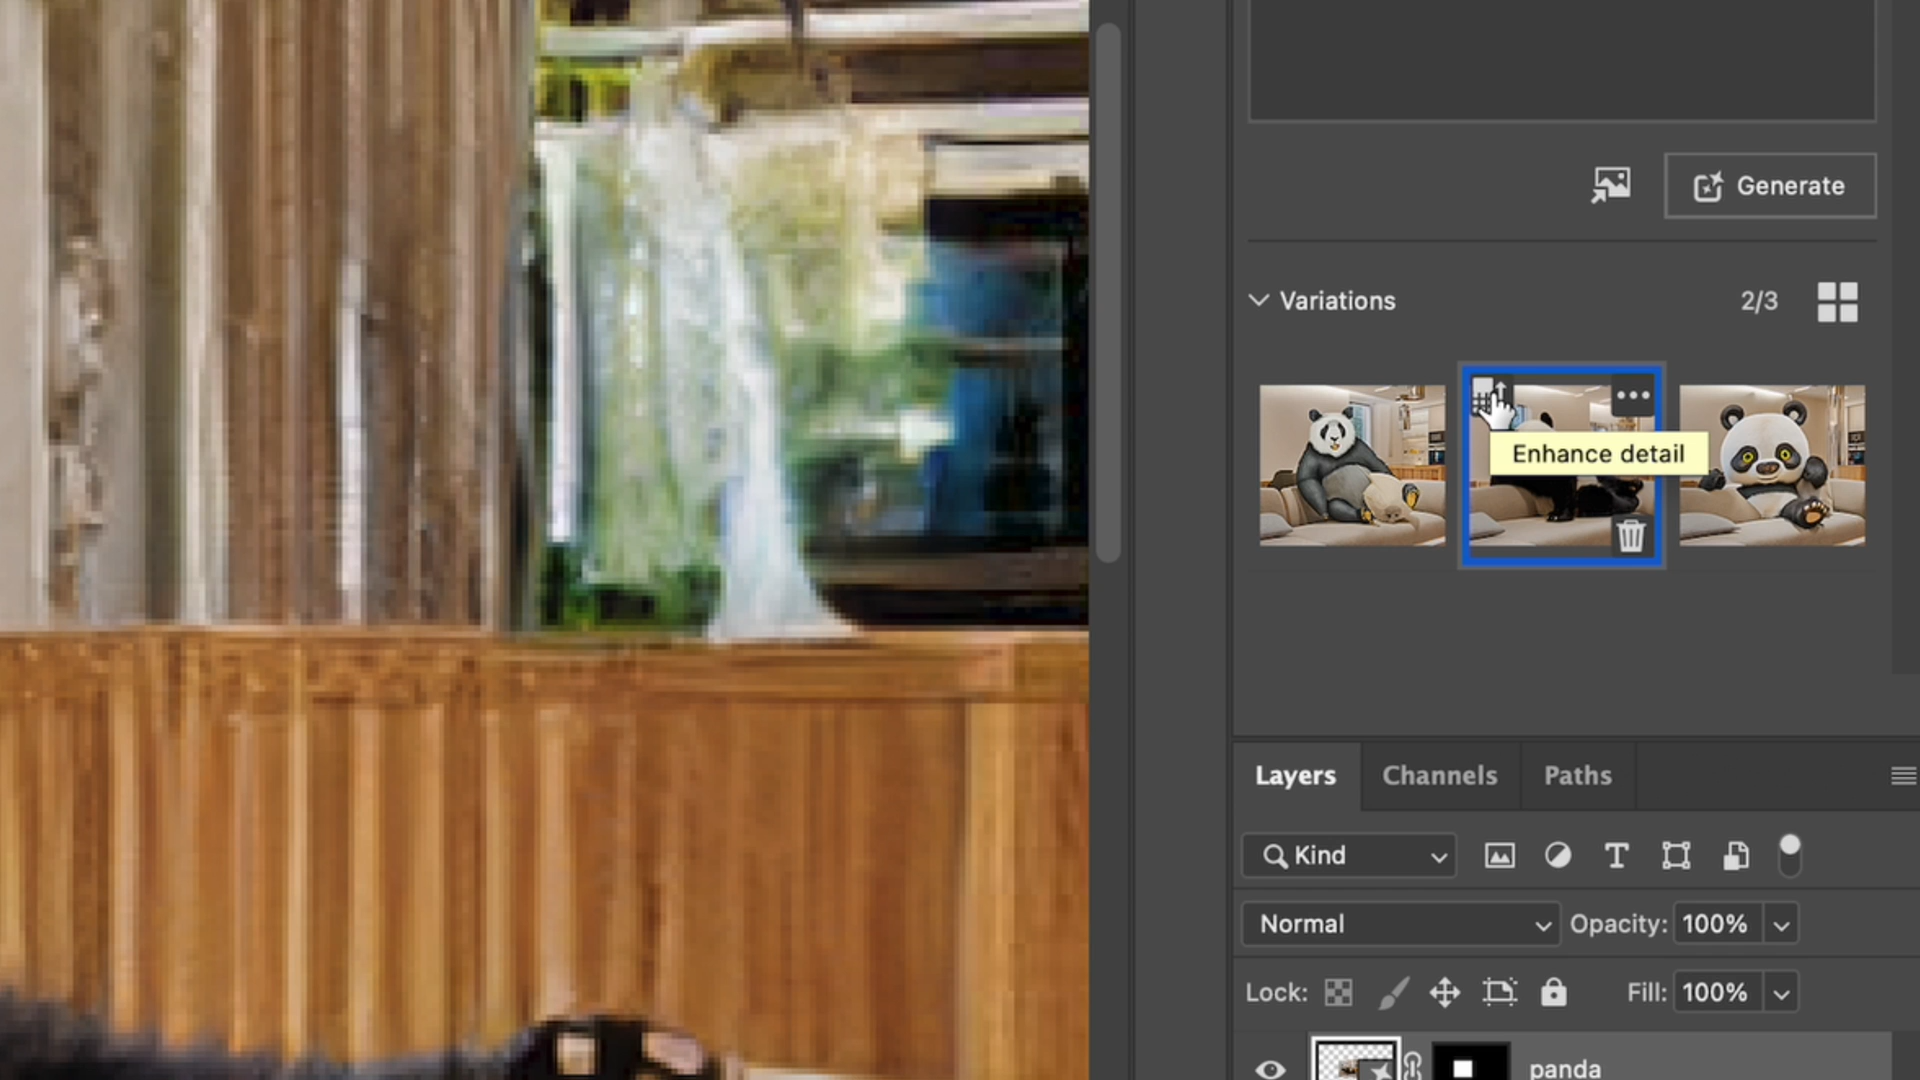 Generate
Variations
2/3
Enhance detail
Layers
Channels
Paths
Kind
Normal
Opacity: 100%
Lock:
Fill: 100%
panda